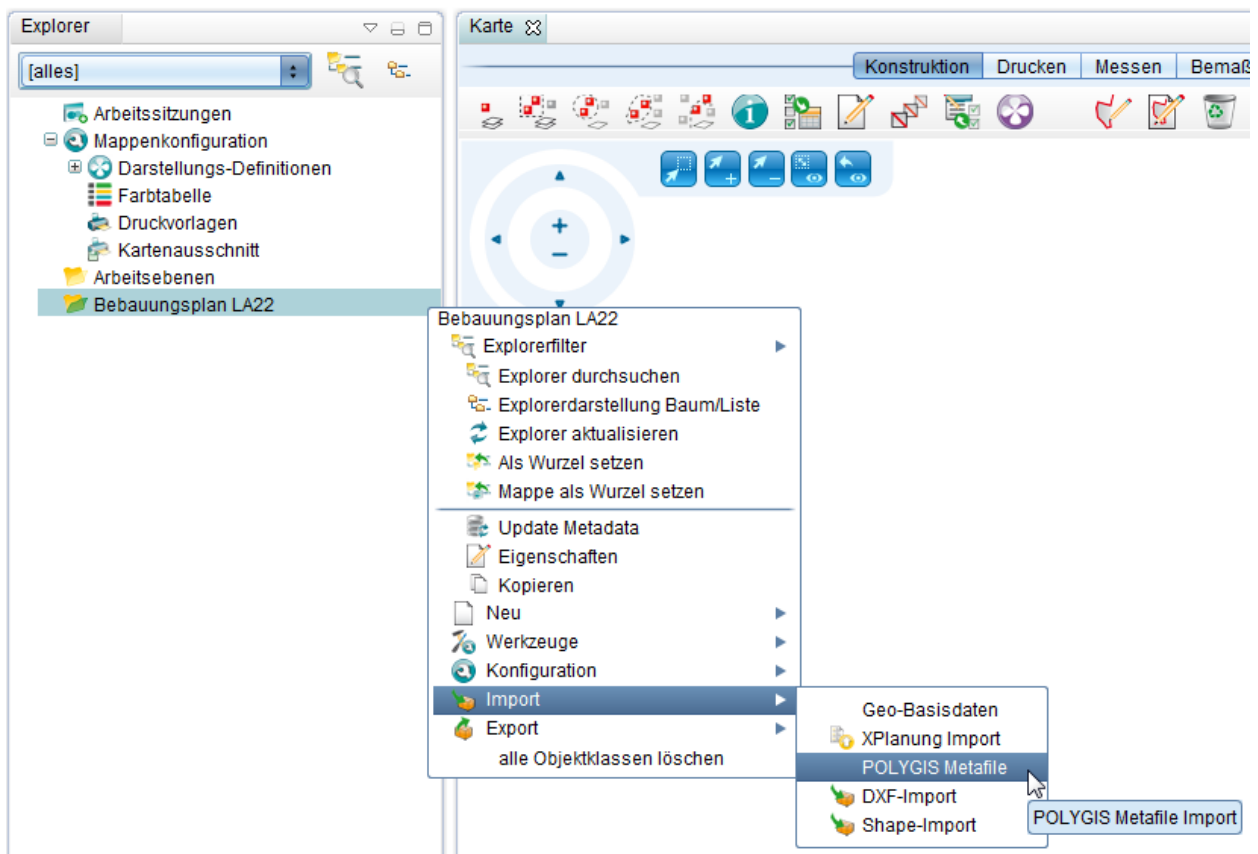 Explorer
[alles]
Arbeitssitzungen
Mappenkonfiguration
Darstellungs-Definitionen
Farbtabelle
Druckvorlagen
Kartenausschnitt
Arbeitsebenen
Bebauungsplan LA22
Karte
Konstruktion Drucken Messen Bemaß
Bebauungsplan LA22
Explorerfilter
Explorer durchsuchen
Explorerdarstellung Baum/Liste
Explorer aktualisieren
Als Wurzel setzen
Mappe als Wurzel setzen
Update Metadata
Eigenschaften
Kopieren
Neu
Werkzeuge
Konfiguration
Import
Export
alle Objektklassen löschen
Geo-Basisdaten
XPlanung Import
POLYGIS Metafile
DXF-Import
Shape-Import
POLYGIS Metafile Import